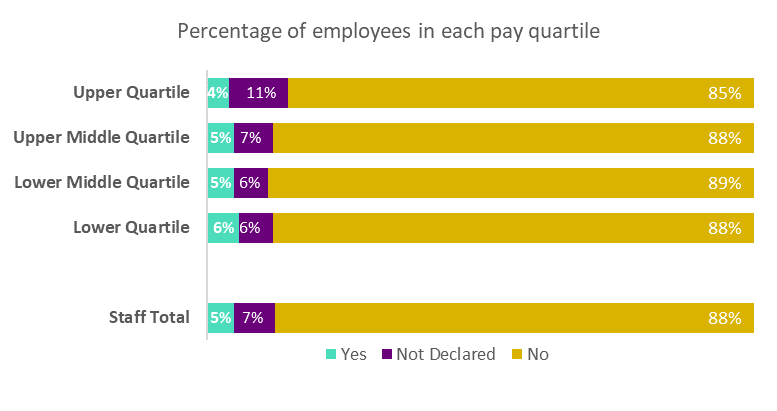 Percentage of employees in each pay quartile
Upper Quartile 4% 11% 85%
Upper Middle Quartile 5% 7% 88%
Lower Middle Quartile 5% 6% 89%
Lower Quartile 6% 6% 88%
Staff Total 5% 7% 88%
Yes Not Declared No